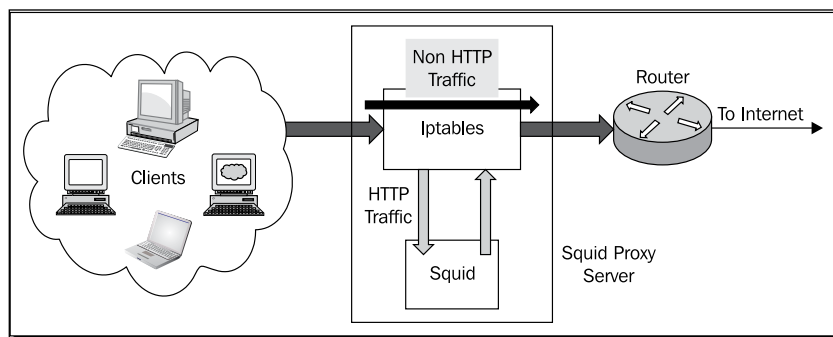 Non HTTP
Traffic
Router
To Internet
Iptables
Clients
HTTP
Traffic
Squid Proxy
Server
Squid